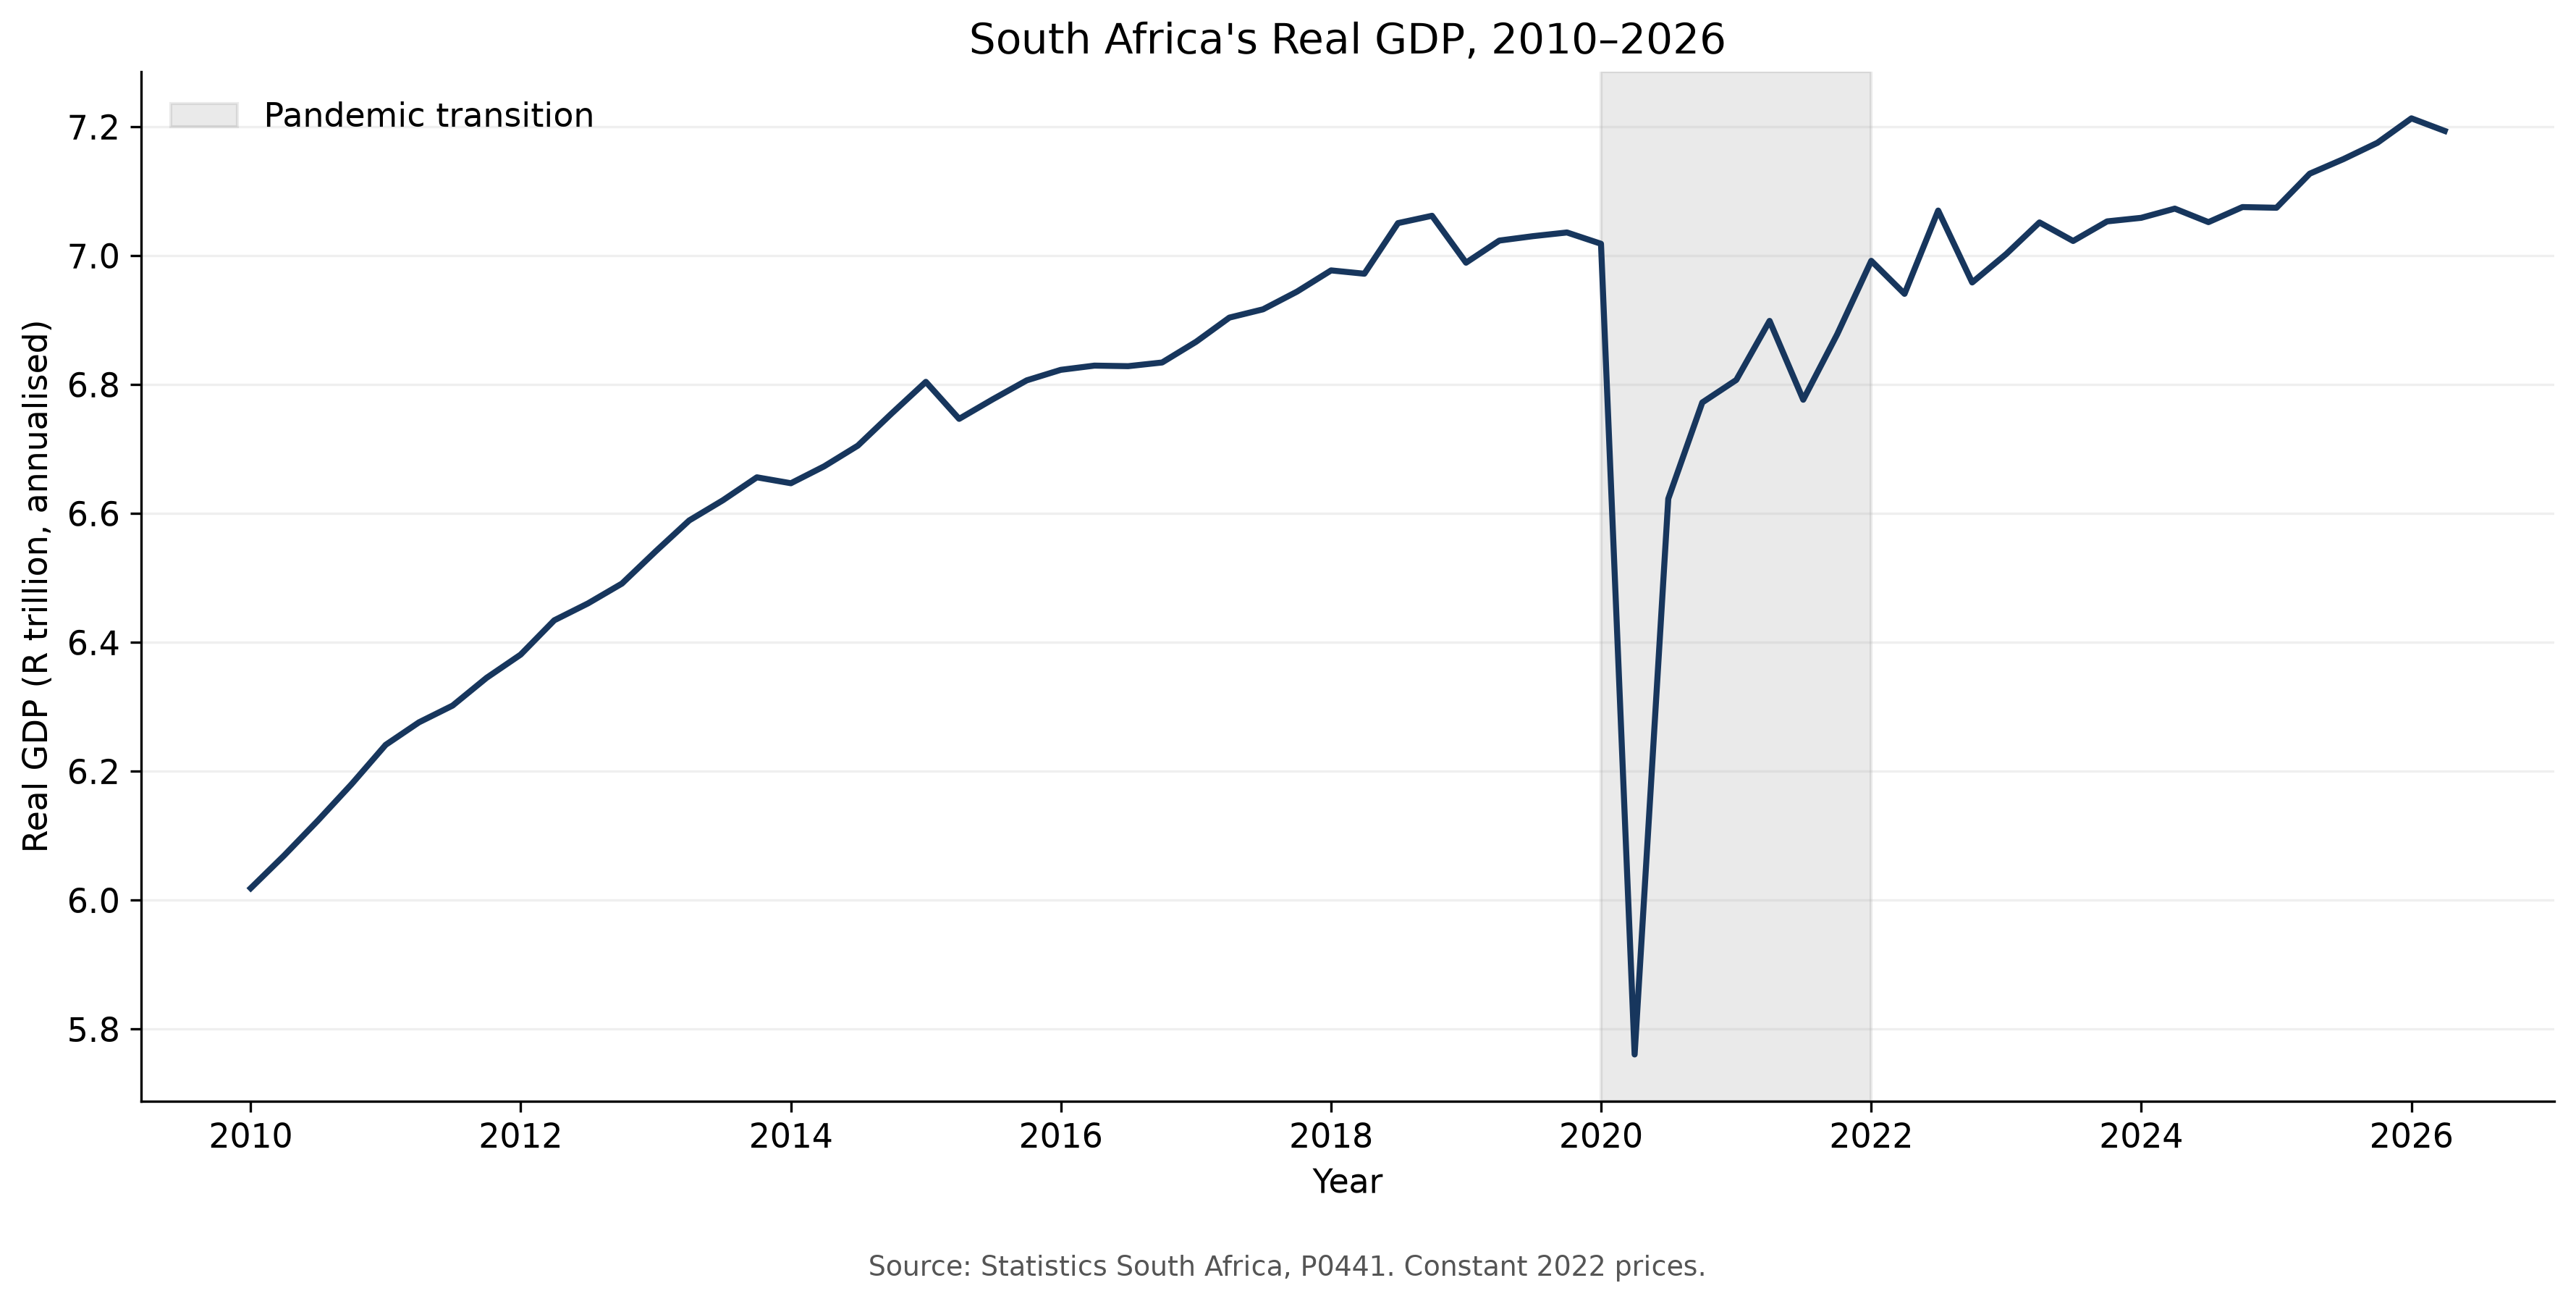 South Africa's Real GDP, 2010–2026
Pandemic transition
Real GDP (R trillion, annualised)
7.2
7.0
6.8
6.6
6.4
6.2
6.0
5.8
2010 2012 2014 2016 2018 2020 2022 2024 2026
Year
Source: Statistics South Africa, P0441. Constant 2022 prices.